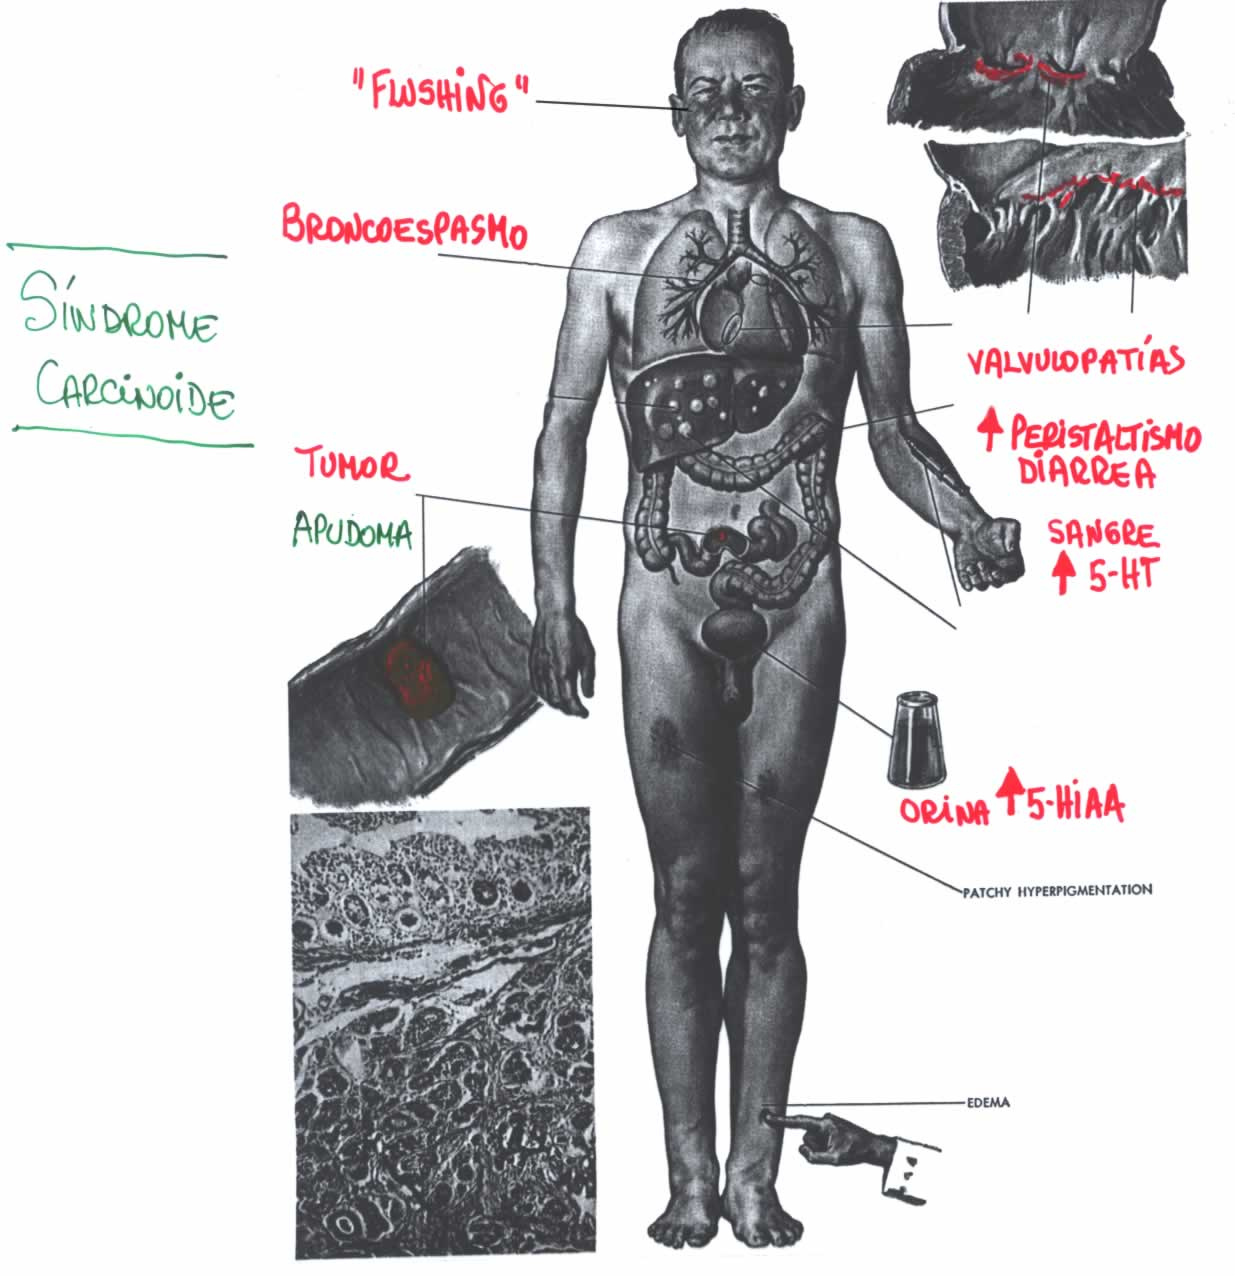 "FLUSHING"
BRONCOESPASMO
SÍNDROME
CARCINOIDE
VALVULOPATÍAS
↑ PERISTALTISMO
DIARREA
TUMOR
APUDOMA
SANGRE
↑ 5-HT
ORINA ↑ 5-HIAA
PATCHY HYPERPIGMENTATION
EDEMA